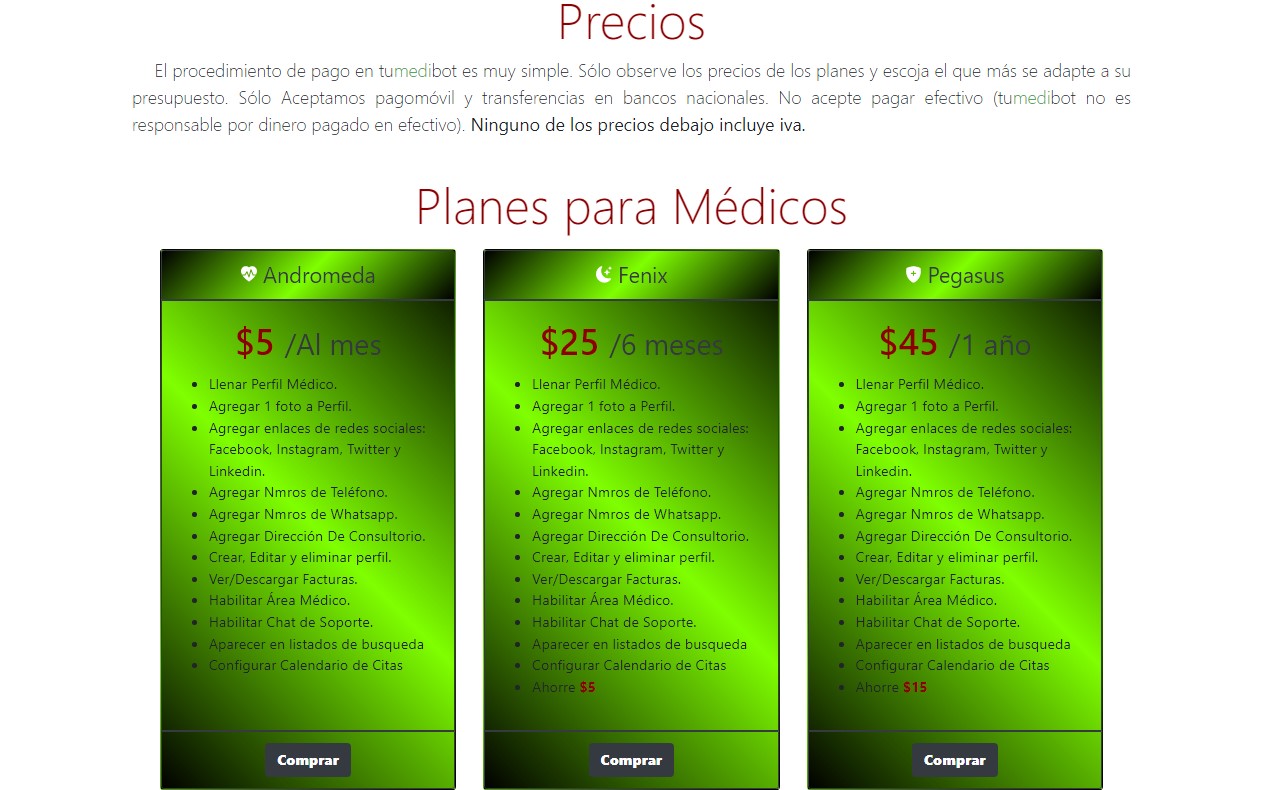 Precios
El procedimiento de pago en tumedibot es muy simple. Sólo observe los precios de los planes y escoja el que más se adapte a su
presupuesto. Sólo Aceptamos pagomóvil y transferencias en bancos nacionales. No acepte pagar efectivo (tumedibot no es
responsable por dinero pagado en efectivo). Ninguno de los precios debajo incluye iva.
Planes para Médicos
Andromeda
$5 /Al mes
Llenar Perfil Médico.
Agregar 1 foto a Perfil.
Agregar enlaces de redes sociales:
Facebook, Instagram, Twitter y
Linkedin.
Agregar Nmros de Teléfono.
Agregar Nmros de Whatsapp.
Agregar Dirección De Consultorio.
Crear, Editar y eliminar perfil.
Ver/Descargar Facturas.
Habilitar Área Médico.
Habilitar Chat de Soporte.
Aparecer en listados de busqueda
Configurar Calendario de Citas
Comprar
Fenix
$25 /6 meses
Llenar Perfil Médico.
Agregar 1 foto a Perfil.
Agregar enlaces de redes sociales:
Facebook, Instagram, Twitter y
Linkedin.
Agregar Nmros de Teléfono.
Agregar Nmros de Whatsapp.
Agregar Dirección De Consultorio.
Crear, Editar y eliminar perfil.
Ver/Descargar Facturas.
Habilitar Área Médico.
Habilitar Chat de Soporte.
Aparecer en listados de busqueda
Configurar Calendario de Citas
Ahorre $5
Comprar
Pegasus
$45 /1 año
Llenar Perfil Médico.
Agregar 1 foto a Perfil.
Agregar enlaces de redes sociales:
Facebook, Instagram, Twitter y
Linkedin.
Agregar Nmros de Teléfono.
Agregar Nmros de Whatsapp.
Agregar Dirección De Consultorio.
Crear, Editar y eliminar perfil.
Ver/Descargar Facturas.
Habilitar Área Médico.
Habilitar Chat de Soporte.
Aparecer en listados de busqueda
Configurar Calendario de Citas
Ahorre $15
Comprar